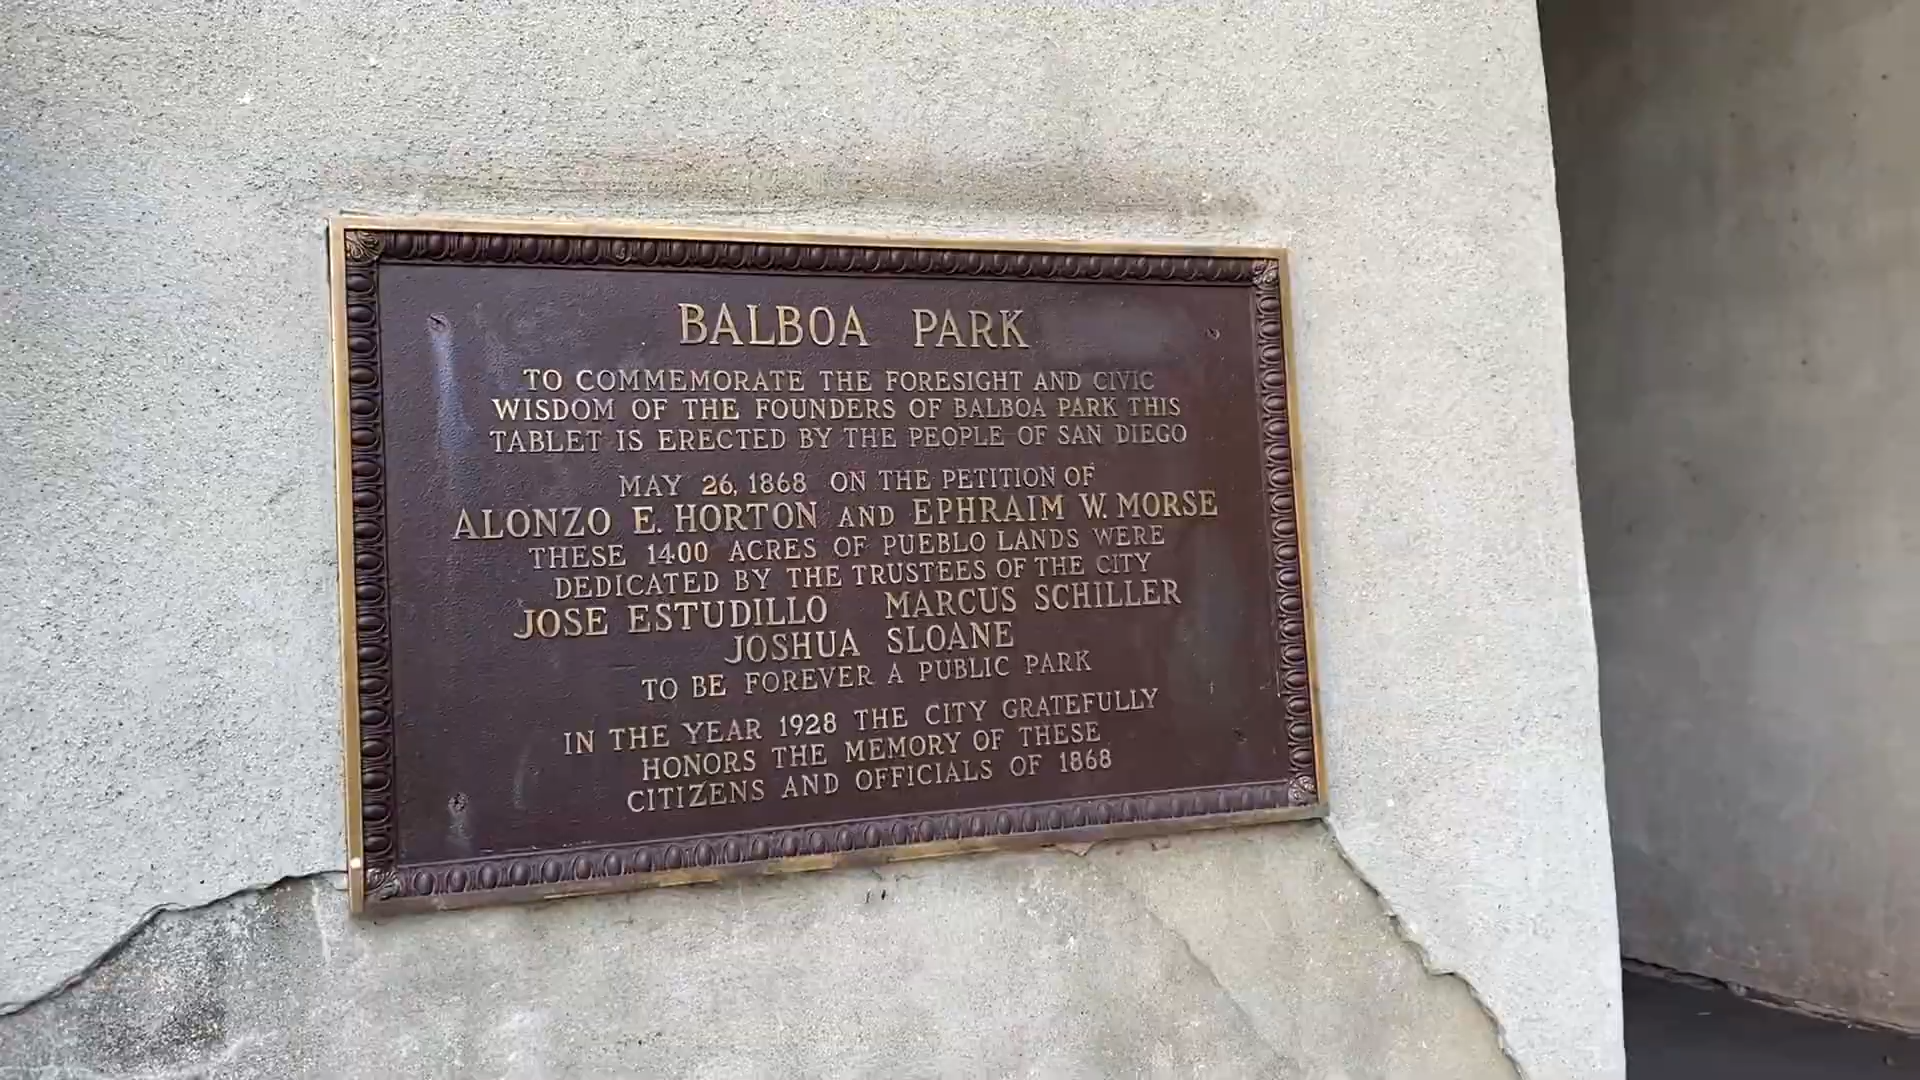 BALBOA PARK
TO COMMEMORATE THE FORESIGHT AND CIVIC
WISDOM OF THE FOUNDERS OF BALBOA PARK THIS
TABLET IS ERECTED BY THE PEOPLE OF SAN DIEGO
MAY 26, 1868 ON THE PETITION OF
ALONZO E. HORTON AND EPHRAIM W. MORSE
THESE 1400 ACRES OF PUEBLO LANDS WERE
DEDICATED BY THE TRUSTEES OF THE CITY
JOSE ESTUDILLO MARCUS SCHILLER
JOSHUA SLOANE
TO BE FOREVER A PUBLIC PARK
IN THE YEAR 1928 THE CITY GRATEFULLY
HONORS THE MEMORY OF THESE
CITIZENS AND OFFICIALS OF 1868